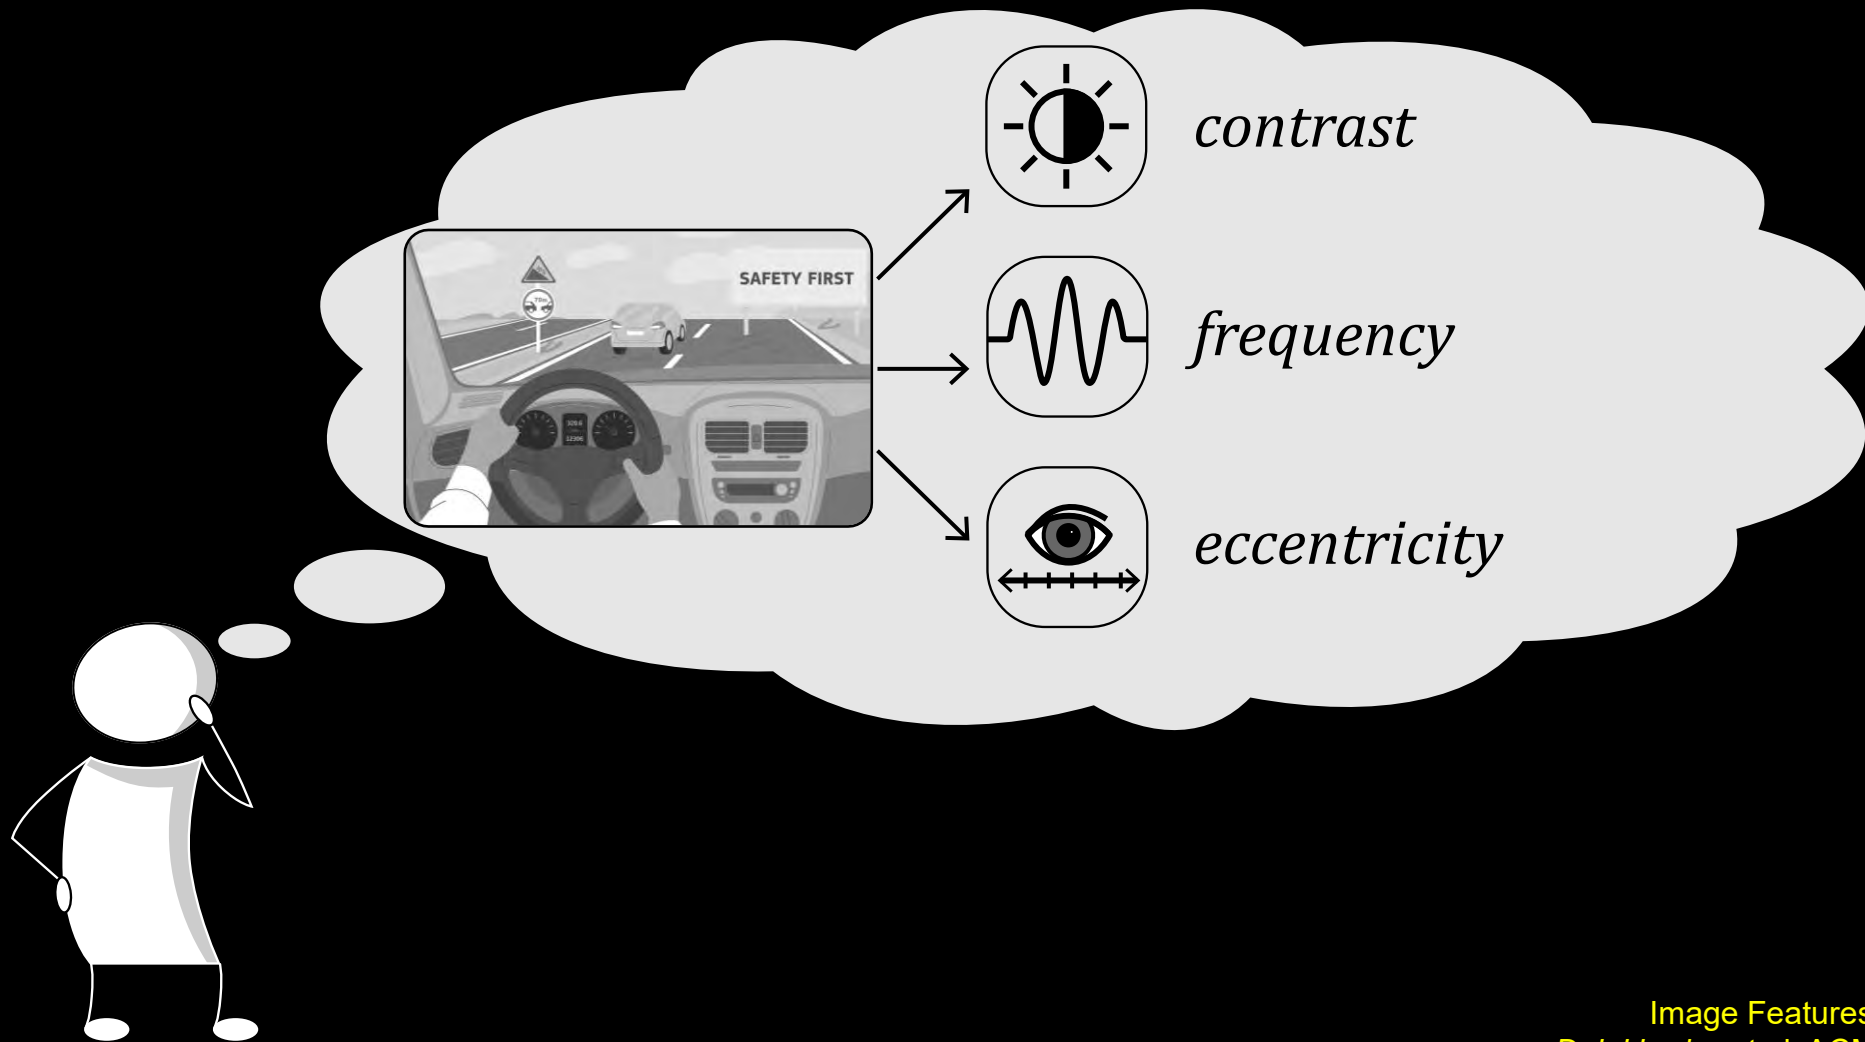 contrast
SAFETY FIRST
frequency
eccentricity
Image Features